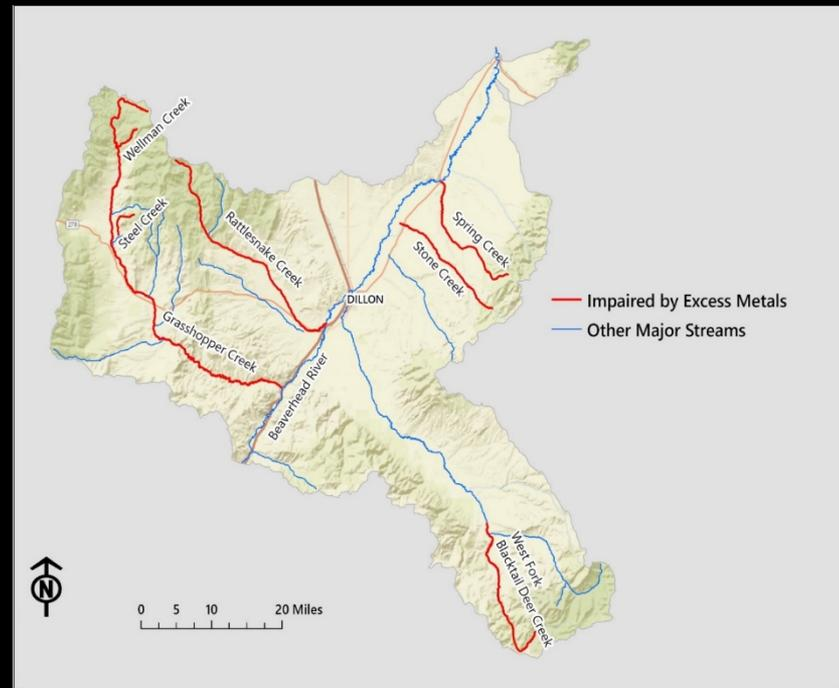 Wellman Creek
278
Steel Creek
Rattlesnake Creek
Spring Creek
Stone Creek
DILLON
Impaired by Excess Metals
Other Major Streams
Grasshopper Creek
Beaverhead River
West Fork
Blacktail Deer Creek
N
0 5 10 20 Miles